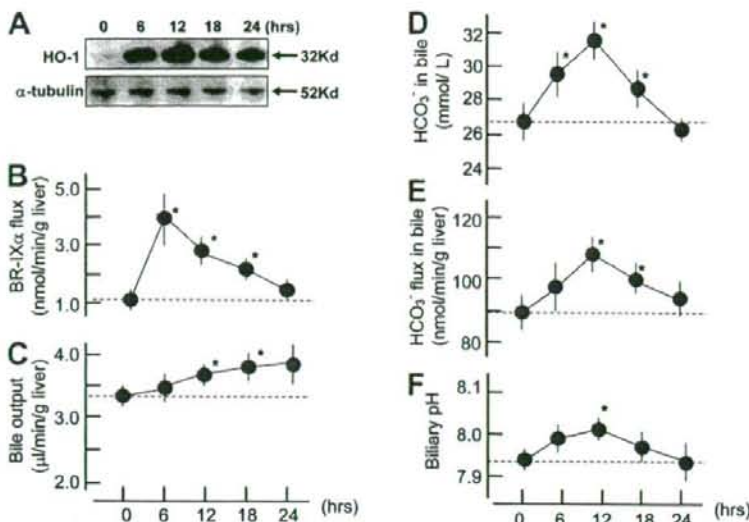 A
0 6 12 18 24 (hrs)
HO-1
32Kd
α-tubulin
52Kd
B
BR-IXα flux
(nmol/min/g liver)
5.0
3.0
1.0
* * *
C
Bile output
(µl/min/g liver)
4.0
3.0
2.0
* *
0 6 12 18 24 (hrs)
D
HCO₃⁻ in bile
(mmol/ L)
32
30
28
26
24
* * *
E
HCO₃⁻ flux in bile
(nmol/min/g liver)
120
100
80
* *
F
Biliary pH
8.1
8.0
7.9
*
0 6 12 18 24 (hrs)